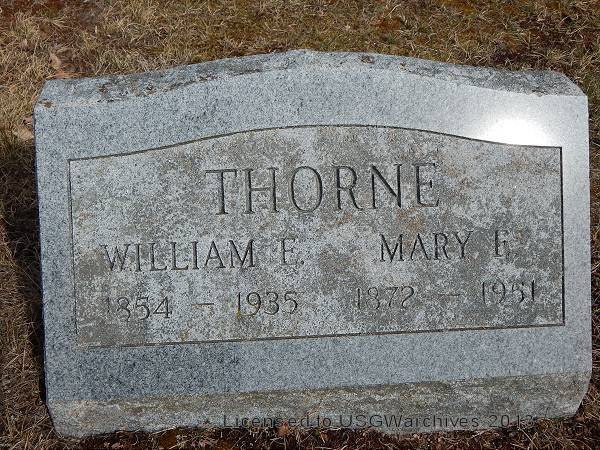 THORNE
WILLIAM E. MARY E.
1854 – 1935 1872 – 1951
Licensed to USGWarchives 2013